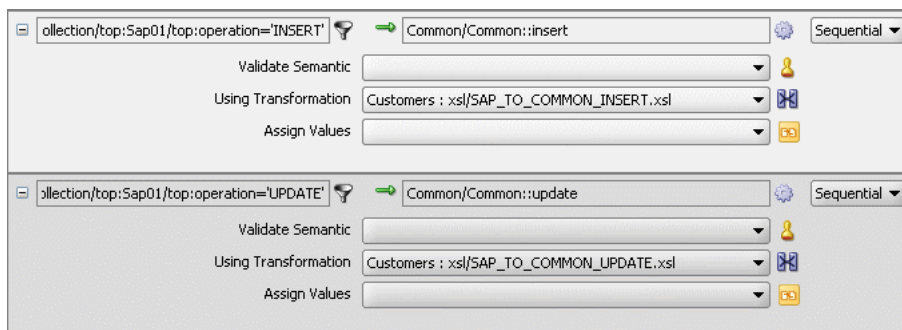 ollection/top:Sap01/top:operation='INSERT' Common/Common::insert Sequential
Validate Semantic
Using Transformation Customers : xsl/SAP_TO_COMMON_INSERT.xsl
Assign Values
ollection/top:Sap01/top:operation='UPDATE' Common/Common::update Sequential
Validate Semantic
Using Transformation Customers : xsl/SAP_TO_COMMON_UPDATE.xsl
Assign Values